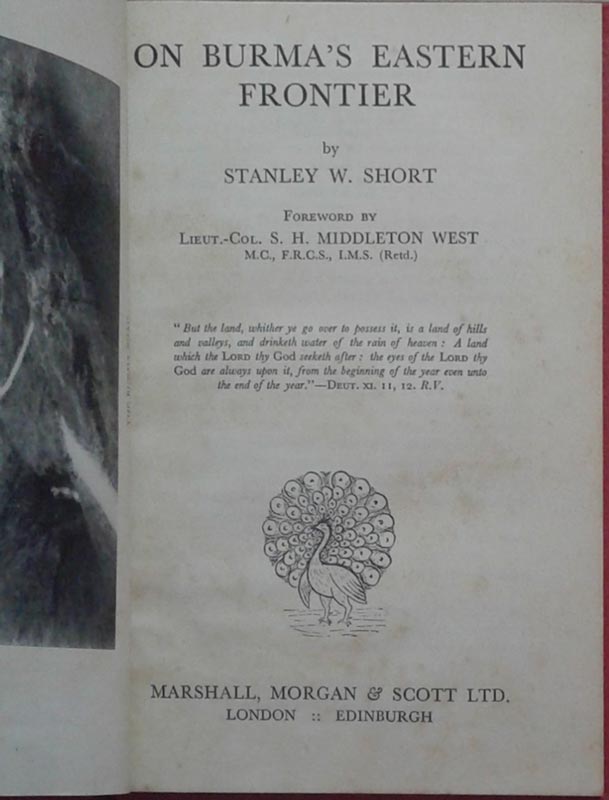 ON BURMA'S EASTERN
FRONTIER
by
STANLEY W. SHORT
FOREWORD BY
LIEUT.-COL. S. H. MIDDLETON WEST
M.C., F.R.C.S., I.M.S. (Retd.)
"But the land, whither ye go over to possess it, is a land of hills
and valleys, and drinketh water of the rain of heaven : A land
which the LORD thy God seeketh after : the eyes of the LORD thy
God are always upon it, from the beginning of the year even unto
the end of the year."—DEUT. XI. 11, 12. R.V.
MARSHALL, MORGAN & SCOTT LTD.
LONDON :: EDINBURGH